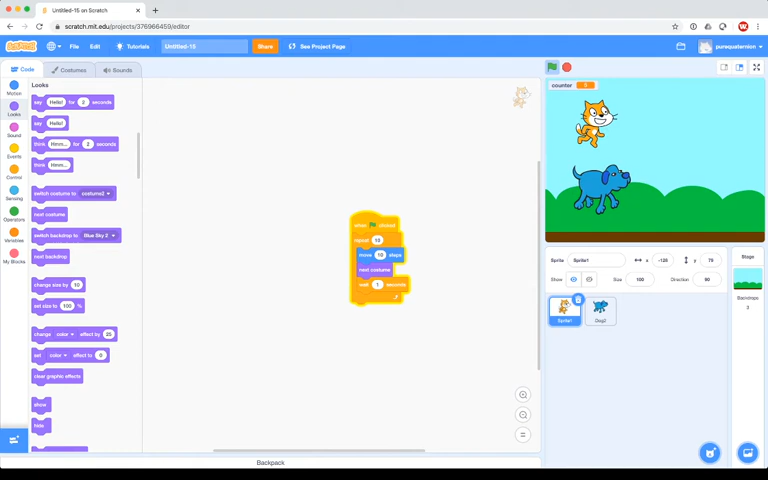 Untitled-15 on Scratch
scratch.mit.edu/projects/376966459/editor
SCRATCH File Edit Tutorials Untitled-15 Share See Project Page purequaternion
Code Costumes Sounds
Motion
Looks
Sound
Events
Control
Sensing
Operators
Variables
My Blocks
Looks
say Hello! for 2 seconds
say Hello!
think Hmm... for 2 seconds
think Hmm...
switch costume to costume2
next costume
switch backdrop to Blue Sky 2
next backdrop
change size by 10
set size to 100 %
change color effect by 25
set color effect to 0
clear graphic effects
show
hide
when clicked
repeat 10
move 10 steps
next costume
wait 1 seconds
counter
Sprite Sprite1 x -128 y 75
Show Size 100 Direction 90
Sprite1
Dog2
Stage
Backdrops
Backpack